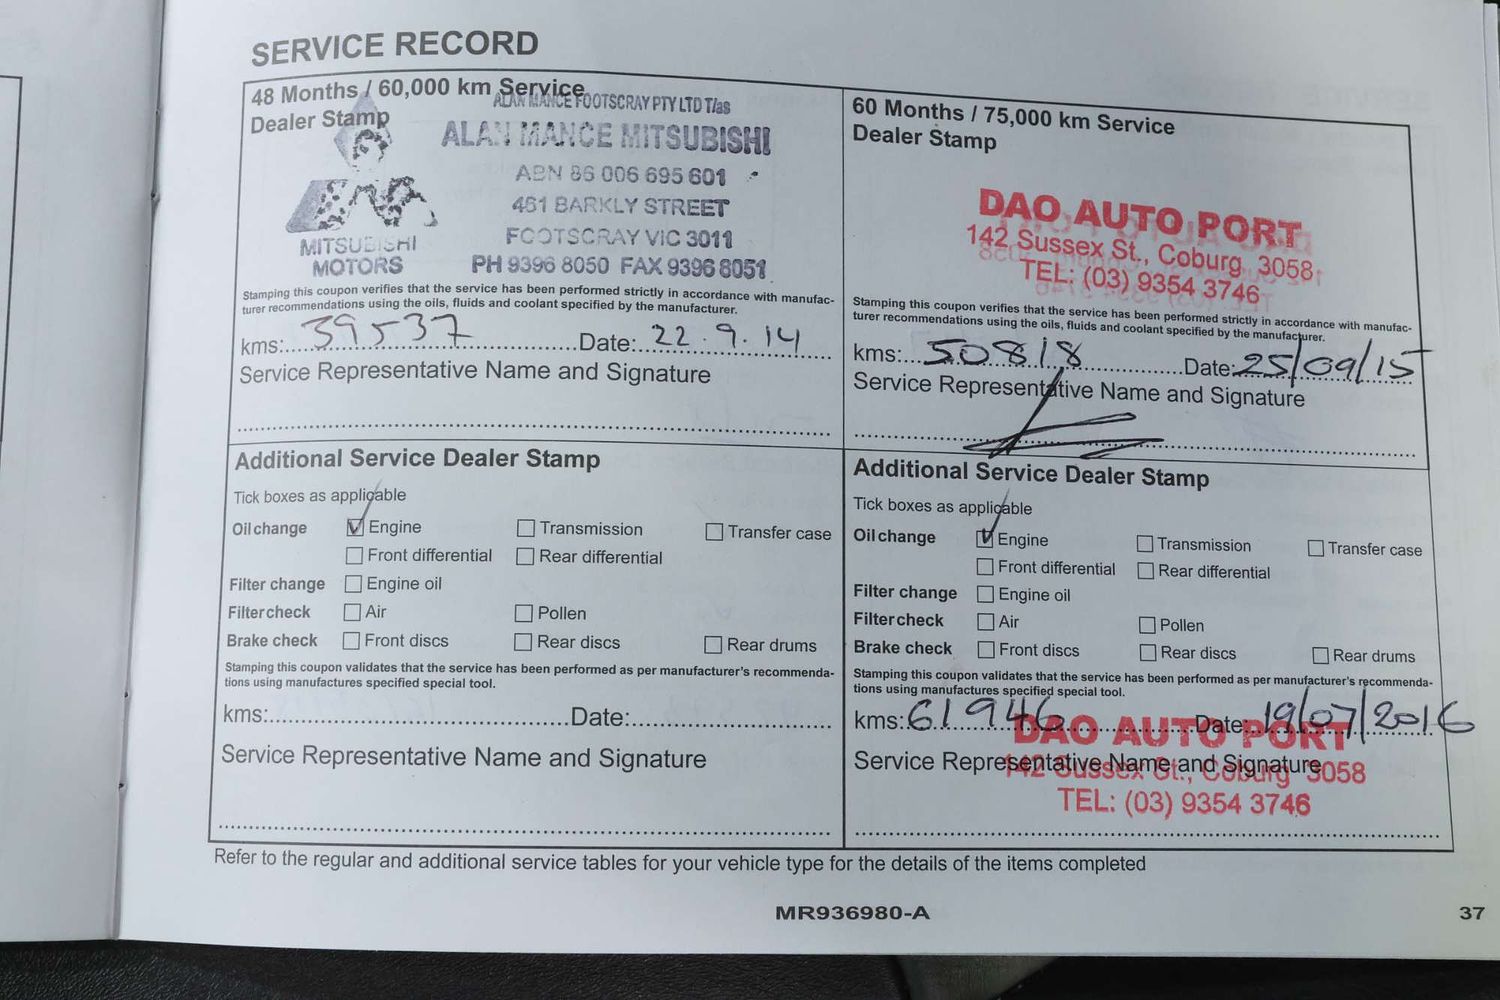 SERVICE RECORD
48 Months / 60,000 km Service
Dealer Stamp
ALAN MANCE FOOTSCRAY PTY LTD T/as
ALAN MANCE MITSUBISHI
ABN 86 006 695 601
461 BARKLY STREET
FOOTSCRAY VIC 3011
PH 9396 8050 FAX 9396 8051
MITSUBISHI
MOTORS
Stamping this coupon verifies that the service has been performed strictly in accordance with manufac-
turer recommendations using the oils, fluids and coolant specified by the manufacturer.
kms: 39537 Date: 22.9.14
Service Representative Name and Signature
60 Months / 75,000 km Service
Dealer Stamp
DAO AUTO PORT
142 Sussex St., Coburg, 3058
TEL: (03) 9354 3746
Stamping this coupon verifies that the service has been performed strictly in accordance with manufac-
turer recommendations using the oils, fluids and coolant specified by the manufacturer.
kms: 50818 Date: 25/09/15
Service Representative Name and Signature
Additional Service Dealer Stamp
Tick boxes as applicable
Oil change Engine Transmission Transfer case
Front differential Rear differential
Filter change Engine oil
Filter check Air Pollen
Brake check Front discs Rear discs Rear drums
Stamping this coupon validates that the service has been performed as per manufacturer's recommenda-
tions using manufactures specified special tool.
kms: Date:
Service Representative Name and Signature
Additional Service Dealer Stamp
Tick boxes as applicable
Oil change Engine Transmission Transfer case
Front differential Rear differential
Filter change Engine oil
Filter check Air Pollen
Brake check Front discs Rear discs Rear drums
Stamping this coupon validates that the service has been performed as per manufacturer's recommenda-
tions using manufactures specified special tool.
kms: 61946 Date: 19/07/2016
DAO AUTO PORT
Service Representative Name and Signature
142 Sussex St., Coburg 3058
TEL: (03) 9354 3746
Refer to the regular and additional service tables for your vehicle type for the details of the items completed
MR936980-A
37